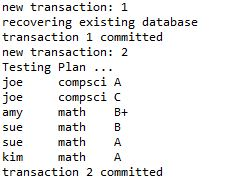 new transaction: 1
recovering existing database
transaction 1 committed
new transaction: 2
Testing Plan ...
joe compsci A
joe compsci C
amy math B+
sue math B
sue math A
kim math A
transaction 2 committed